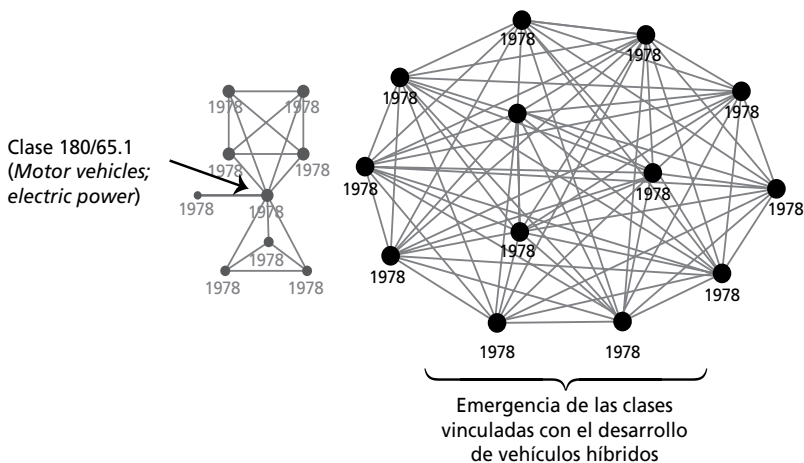 1978
1978
1978 1978
1978 1978
Clase 180/65.1
(Motor vehicles;
electric power)
1978 1978
1978 1978
1978 1978
1978
1978
1978 1978
1978 1978
1978
1978 1978
Emergencia de las clases
vinculadas con el desarrollo
de vehículos híbridos